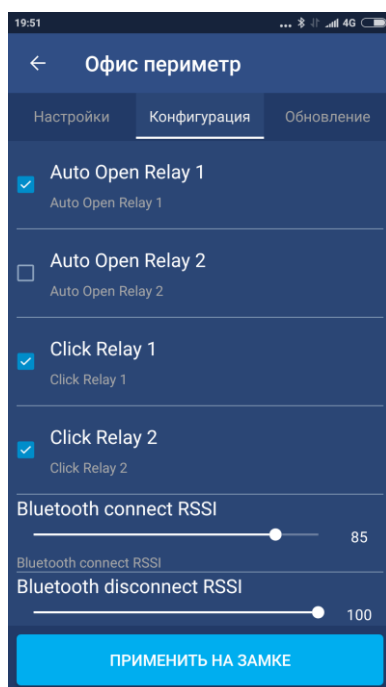 19:51
... 4G
Офис периметр
Настройки Конфигурация Обновление
Auto Open Relay 1
Auto Open Relay 1
Auto Open Relay 2
Auto Open Relay 2
Click Relay 1
Click Relay 1
Click Relay 2
Click Relay 2
Bluetooth connect RSSI
85
Bluetooth connect RSSI
Bluetooth disconnect RSSI
100
ПРИМЕНИТЬ НА ЗАМКЕ